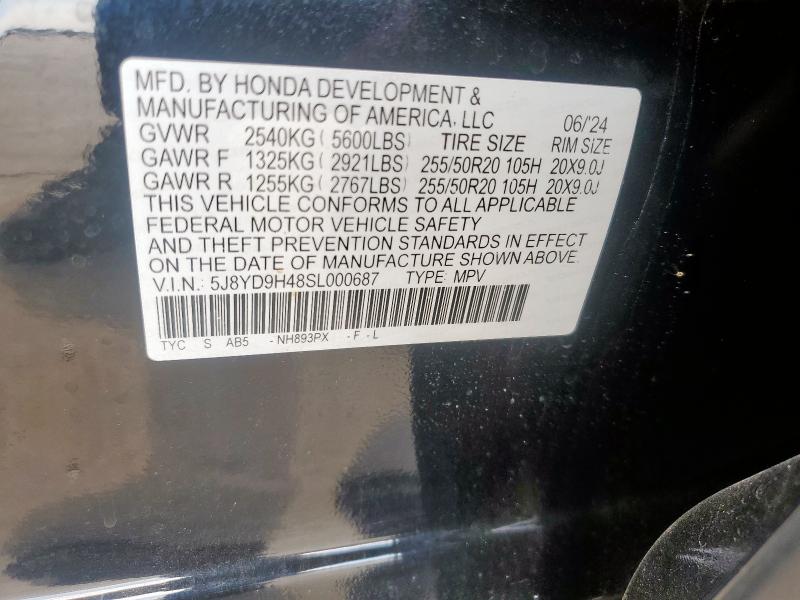 MFD. BY HONDA DEVELOPMENT &
MANUFACTURING OF AMERICA, LLC 06/'24
GVWR 2540KG (5600LBS) TIRE SIZE RIM SIZE
GAWR F 1325KG (2921LBS) 255/50R20 105H 20X9.0J
GAWR R 1255KG (2767LBS) 255/50R20 105H 20X9.0J
THIS VEHICLE CONFORMS TO ALL APPLICABLE
FEDERAL MOTOR VEHICLE SAFETY
AND THEFT PREVENTION STANDARDS IN EFFECT
ON THE DATE OF MANUFACTURE SHOWN ABOVE.
V.I.N.: 5J8YD9H48SL000687 TYPE: MPV
TYC S AB5 -NH893PX -F -L